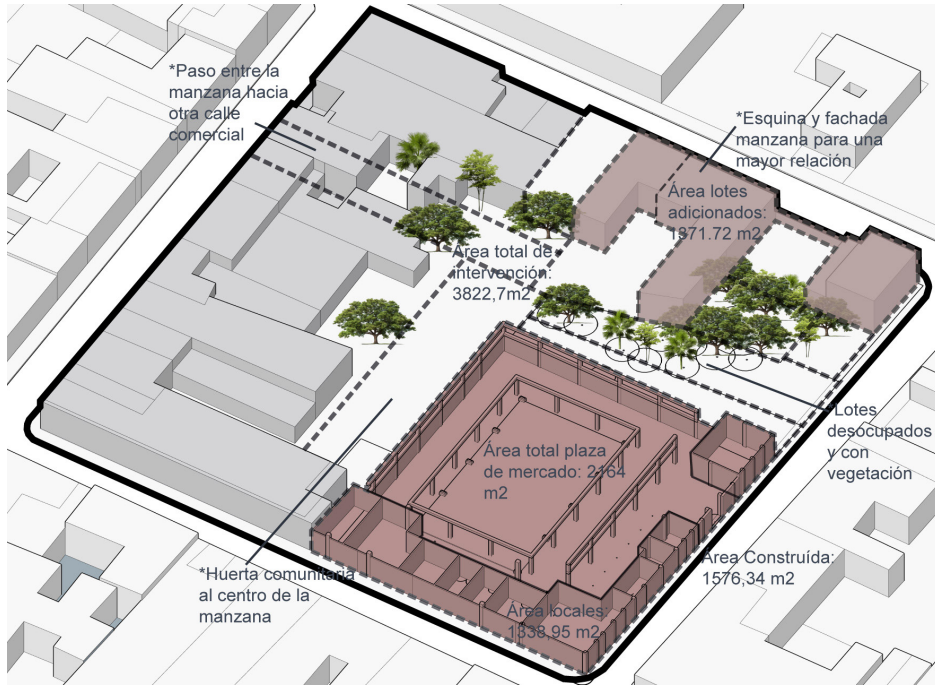 *Paso entre la
manzana hacia
otra calle
comercial
*Esquina y fachada
manzana para una
mayor relación
Área lotes
adicionados:
1371.72 m2
Área total de
intervención:
3822,7m2
Lotes
desocupados
y con
vegetación
Área total plaza
de mercado: 2164
m2
Área Construída:
1576,34 m2
*Huerta comunitaria
al centro de la
manzana
Área locales:
1338,95 m2